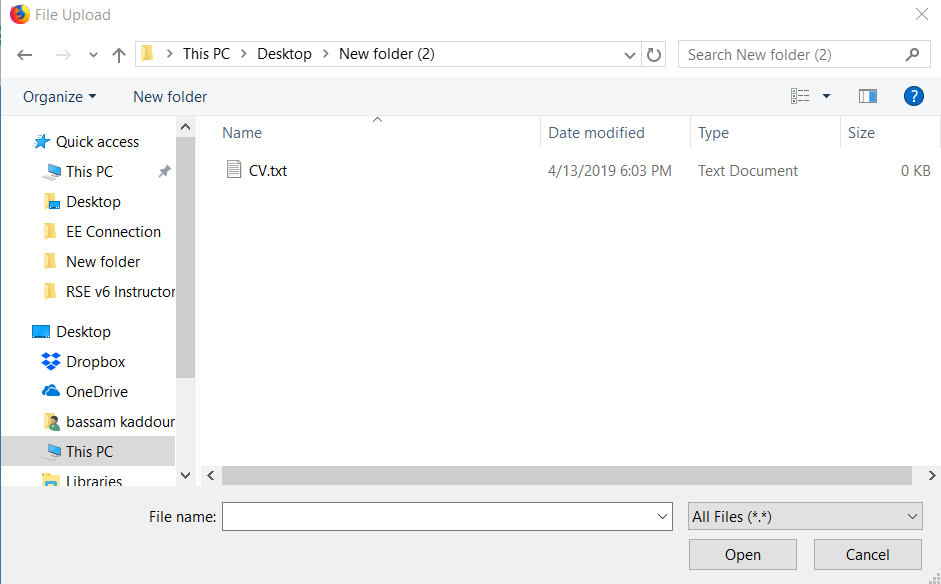 File Upload
This PC > Desktop > New folder (2)
Search New folder (2)
Organize
New folder
?
Name
Date modified
Type
Size
CV.txt
4/13/2019 6:03 PM
Text Document
0 KB
Quick access
This PC
Desktop
EE Connection
New folder
RSE v6 Instructor
Desktop
Dropbox
OneDrive
bassam kaddour
This PC
Libraries
File name:
All Files (*.*)
Open
Cancel